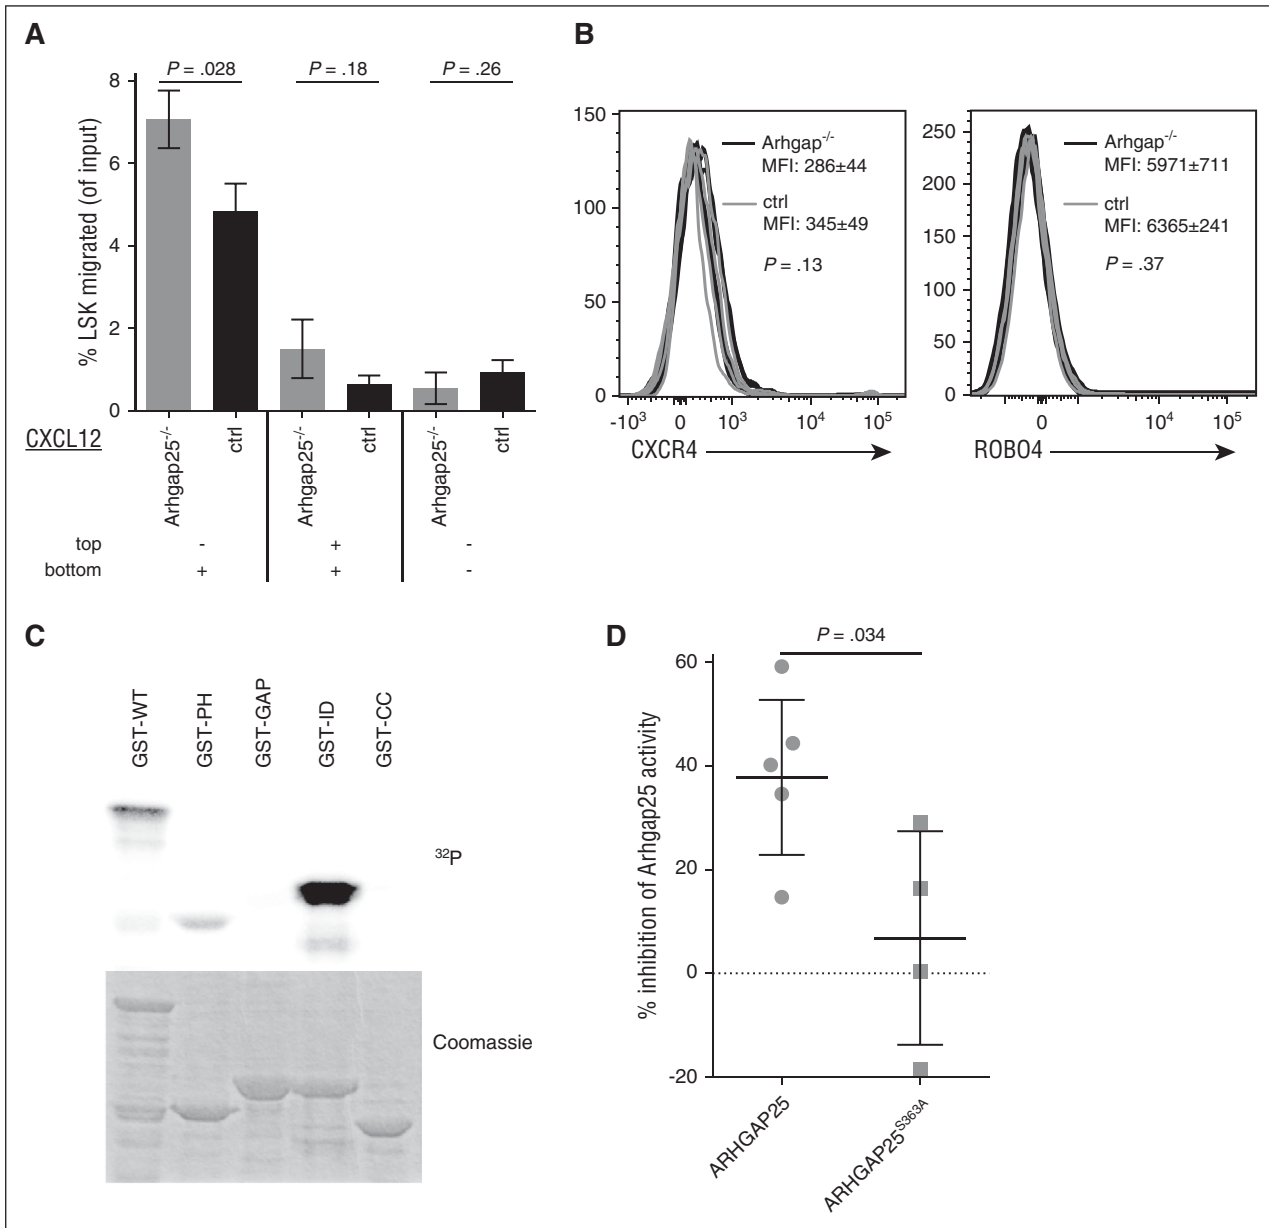 A
P = .028
P = .18
P = .26
% LSK migrated (of input)
8
6
4
2
0
CXCL12
Arhgap25-/-
ctrl
Arhgap25-/-
ctrl
Arhgap25-/-
ctrl
top - + -
bottom + + -
B
150
100
50
0
Arhgap-/-
MFI: 286±44
ctrl
MFI: 345±49
P = .13
-10³ 0 10³ 10⁴ 10⁵
CXCR4
250
200
150
100
50
0
Arhgap-/-
MFI: 5971±711
ctrl
MFI: 6365±241
P = .37
0 10⁴ 10⁵
ROBO4
C
GST-WT
GST-PH
GST-GAP
GST-ID
GST-CC
³²P
Coomassie
D
P = .034
% inhibition of Arhgap25 activity
60
40
20
0
-20
ARHGAP25
ARHGAP25S363A